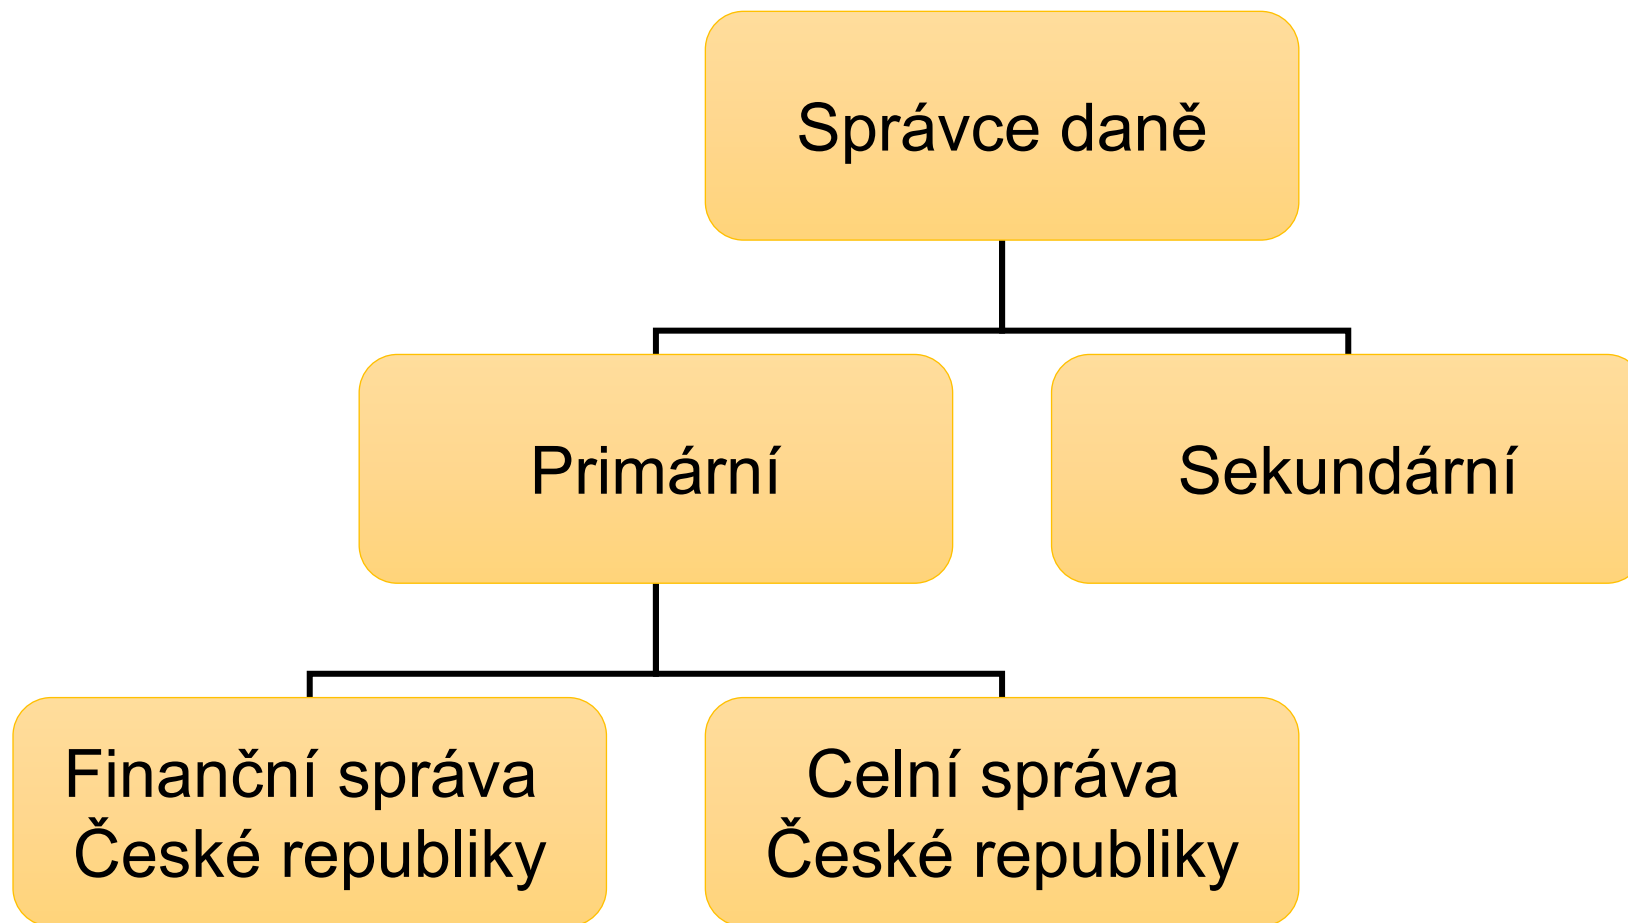 Správce daně
Primární
Sekundární
Finanční správa
České republiky
Celní správa
České republiky